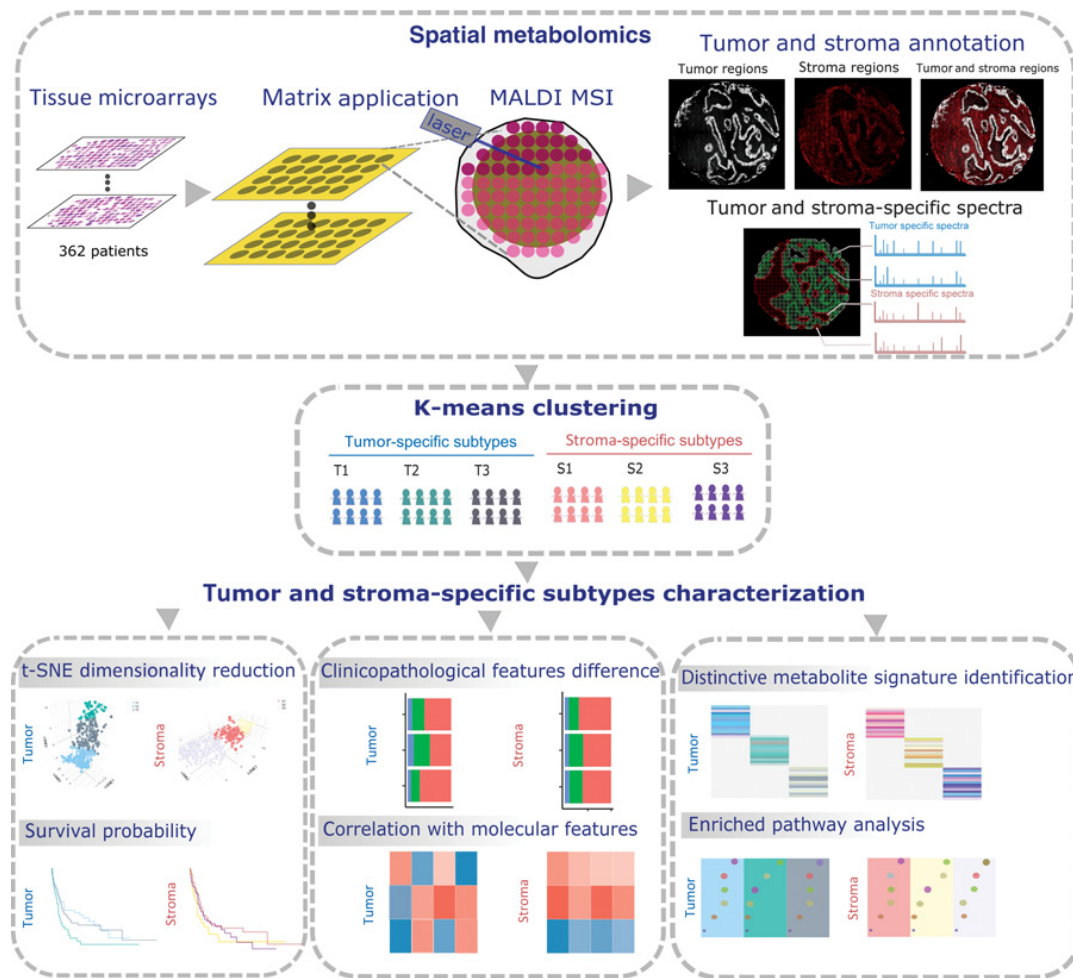 Spatial metabolomics
Tumor and stroma annotation
Tumor regions
Stroma regions
Tumor and stroma regions
Tissue microarrays
Matrix application
MALDI MSI
laser
362 patients
Tumor and stroma-specific spectra
Tumor specific spectra
Stroma specific spectra
K-means clustering
Tumor-specific subtypes
Stroma-specific subtypes
T1
T2
T3
S1
S2
S3
Tumor and stroma-specific subtypes characterization
t-SNE dimensionality reduction
Tumor
Stroma
Survival probability
Tumor
Stroma
Clinicopathological features difference
Tumor
Stroma
Correlation with molecular features
Tumor
Stroma
Distinctive metabolite signature identification
Tumor
Stroma
Enriched pathway analysis
Tumor
Stroma